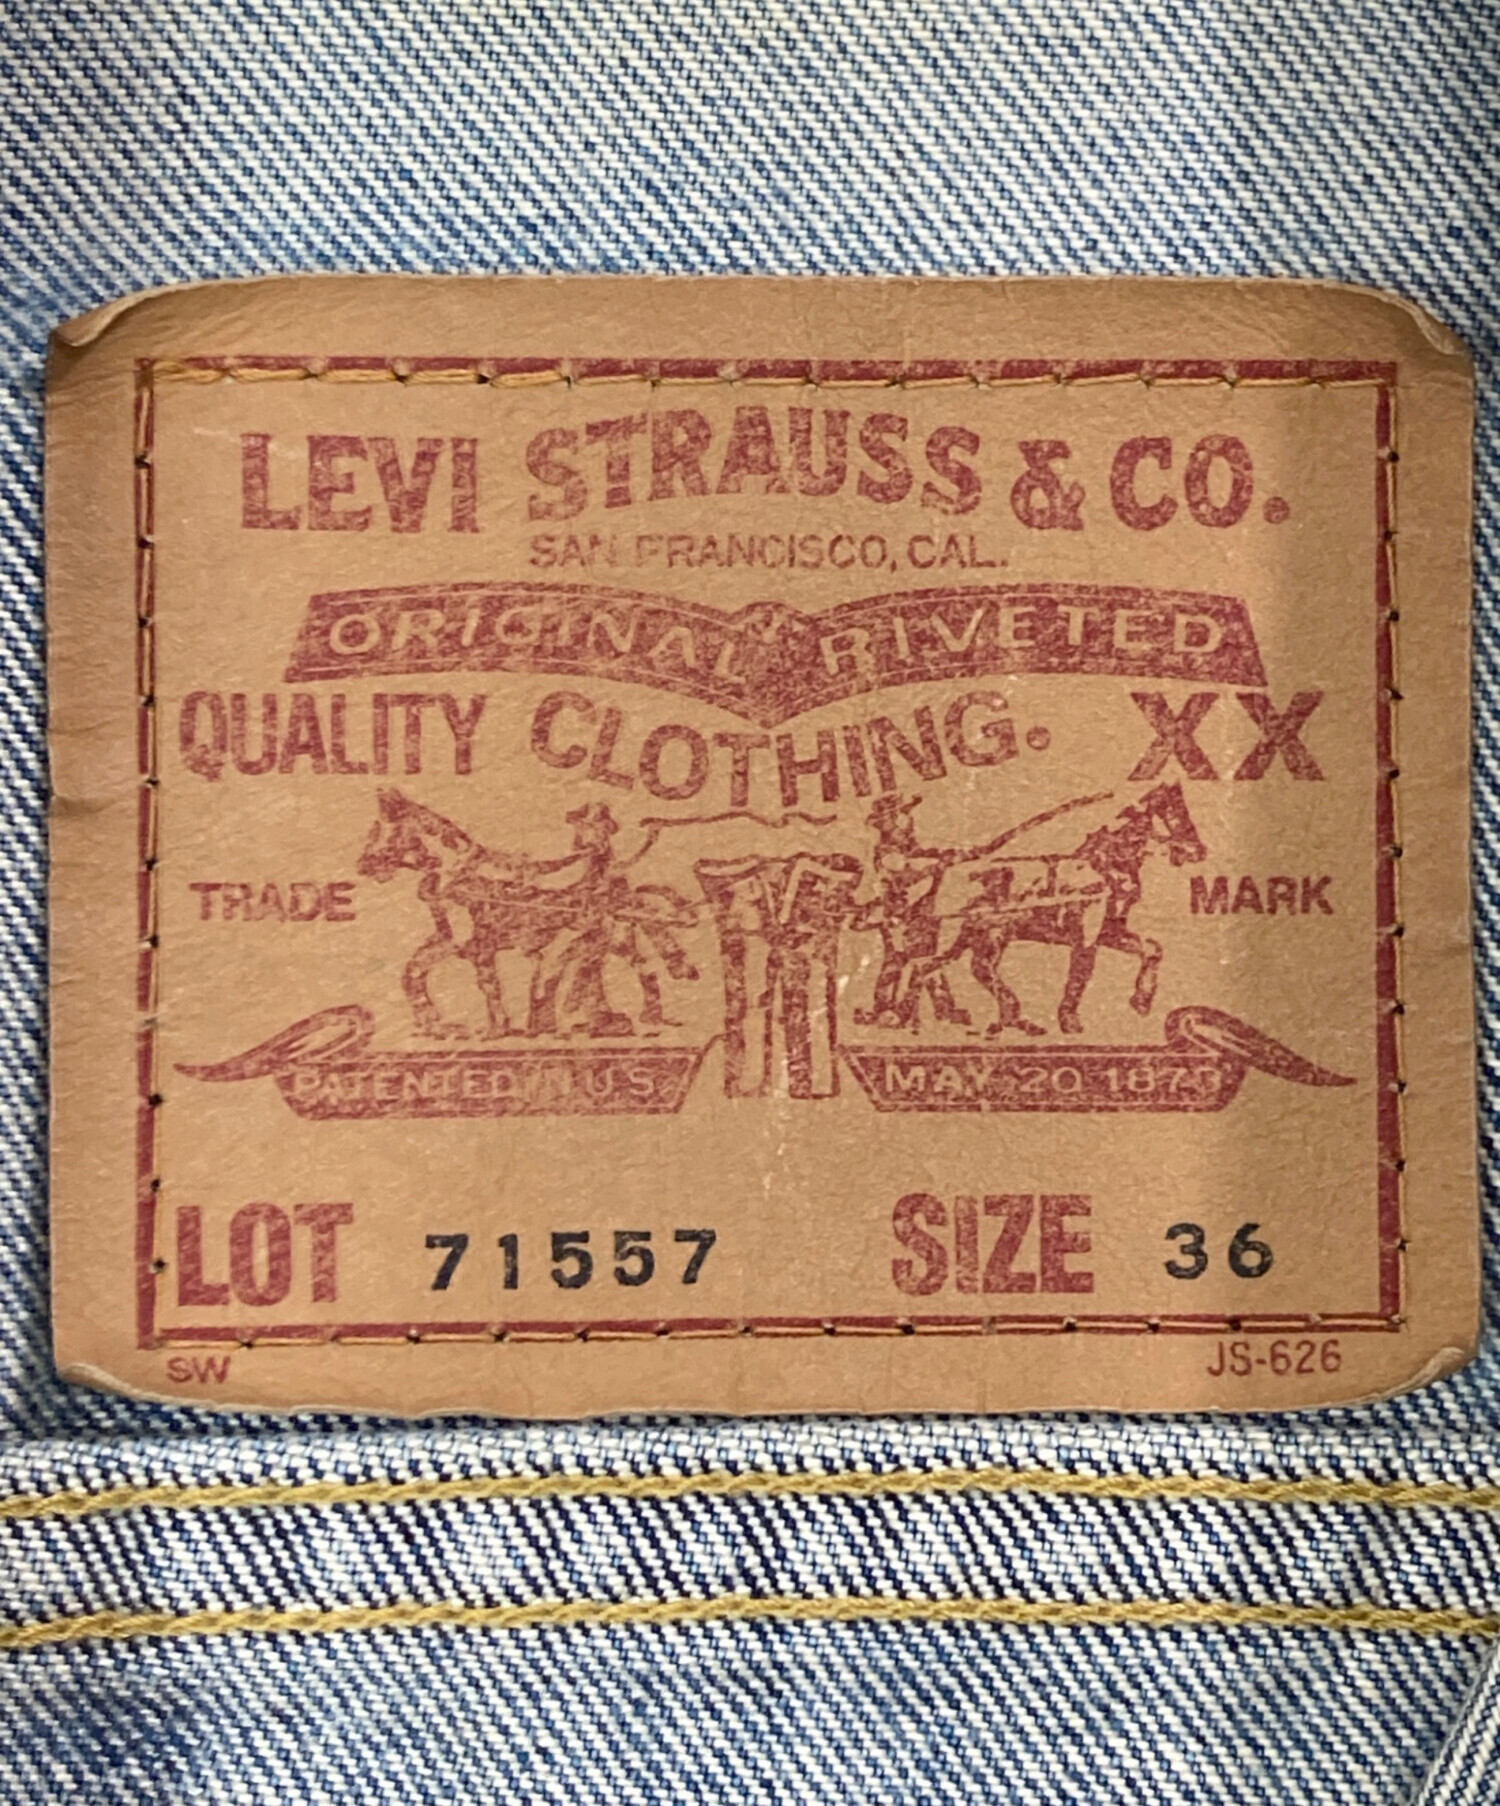 LEVI STRAUSS & CO.
SAN FRANCISCO, CAL.
ORIGINAL RIVETED
QUALITY CLOTHING. XX
TRADE MARK
PATENTED IN U.S. MAY 20 1873
LOT 71557 SIZE 36
SW JS-626